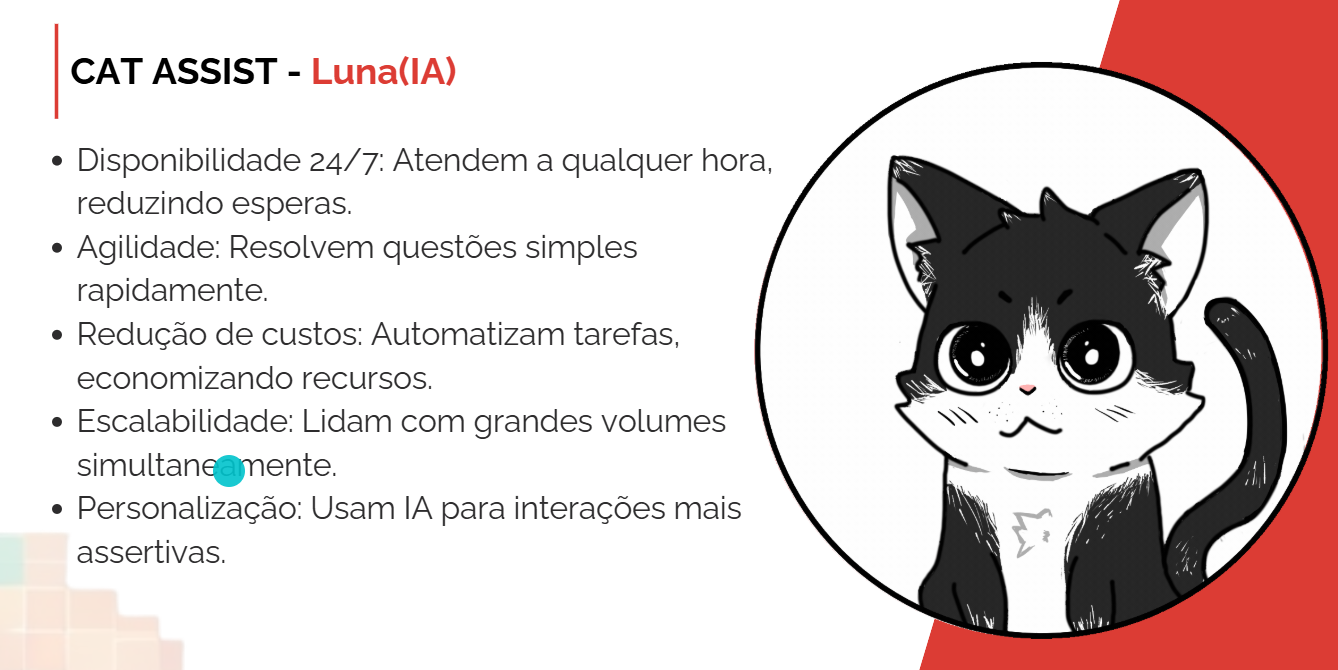 CAT ASSIST - Luna(IA)
Disponibilidade 24/7: Atendem a qualquer hora,
reduzindo esperas.
Agilidade: Resolvem questões simples
rapidamente.
Redução de custos: Automatizam tarefas,
economizando recursos.
Escalabilidade: Lidam com grandes volumes
simultaneamente.
Personalização: Usam IA para interações mais
assertivas.